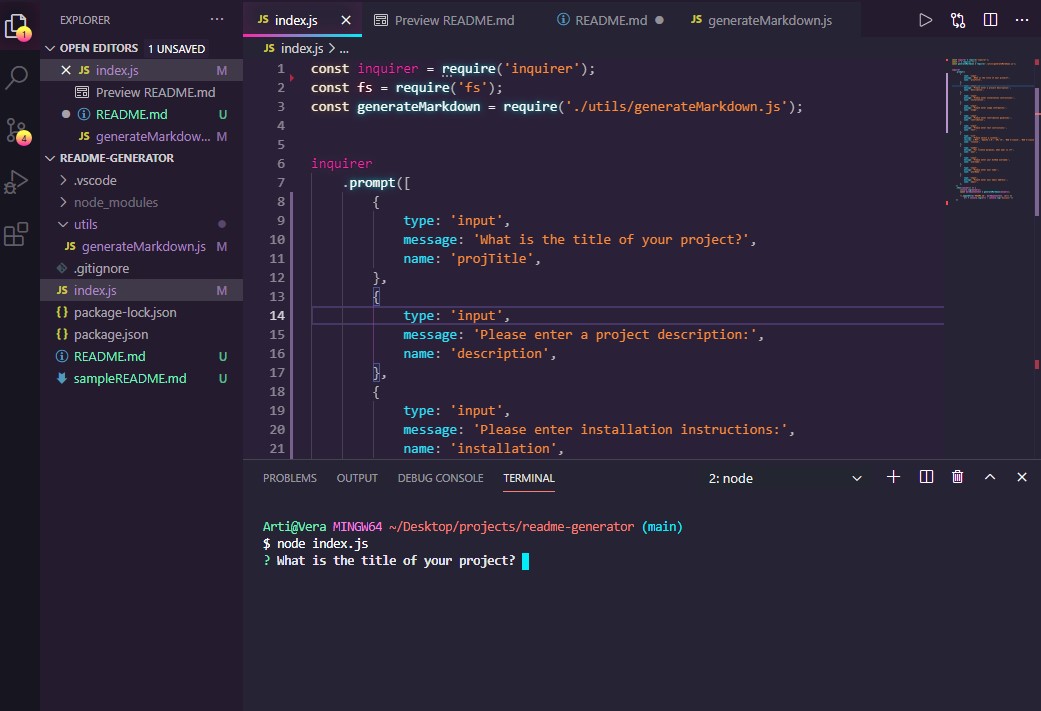 EXPLORER
OPEN EDITORS 1 UNSAVED
JS index.js M
Preview README.md
README.md U
JS generateMarkdow... M
README-GENERATOR
.vscode
node_modules
utils
JS generateMarkdown.js M
.gitignore
JS index.js M
{} package-lock.json
{} package.json
README.md U
sampleREADME.md U
1
4
JS index.js
Preview README.md
README.md
JS generateMarkdown.js
JS index.js > ...
1 const inquirer = require('inquirer');
2 const fs = require('fs');
3 const generateMarkdown = require('./utils/generateMarkdown.js');
4
5
6 inquirer
7 .prompt([
8 {
9 type: 'input',
10 message: 'What is the title of your project?',
11 name: 'projTitle',
12 },
13 {
14 type: 'input',
15 message: 'Please enter a project description:',
16 name: 'description',
17 },
18 {
19 type: 'input',
20 message: 'Please enter installation instructions:',
21 name: 'installation',
PROBLEMS OUTPUT DEBUG CONSOLE TERMINAL 2: node
Arti@Vera MINGW64 ~/Desktop/projects/readme-generator (main)
$ node index.js
? What is the title of your project?